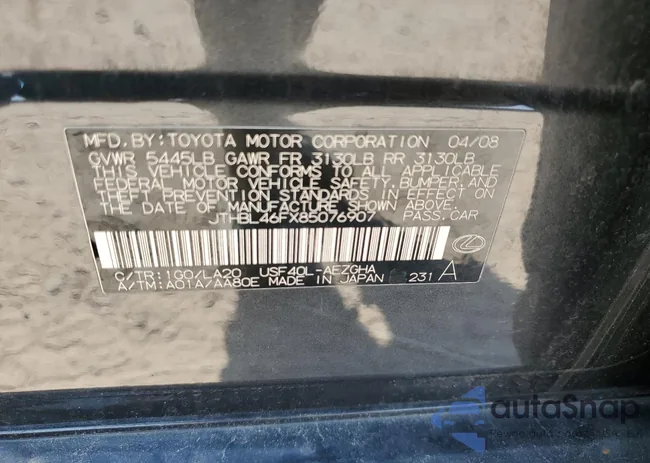 MFD. BY: TOYOTA MOTOR CORPORATION 04/08
GVWR 5445LB GAWR FR 3130LB RR 3130LB
THIS VEHICLE CONFORMS TO ALL APPLICABLE
FEDERAL MOTOR VEHICLE SAFETY, BUMPER, AND
THEFT PREVENTION STANDARDS IN EFFECT ON
THE DATE OF MANUFACTURE SHOWN ABOVE.
JTHBL46FX85076907 PASS. CAR
C/TR: 1G0/LA20 USF40L-AEZGHA
A/TM: A01A/AA80E MADE IN JAPAN 231 A
autoSnap